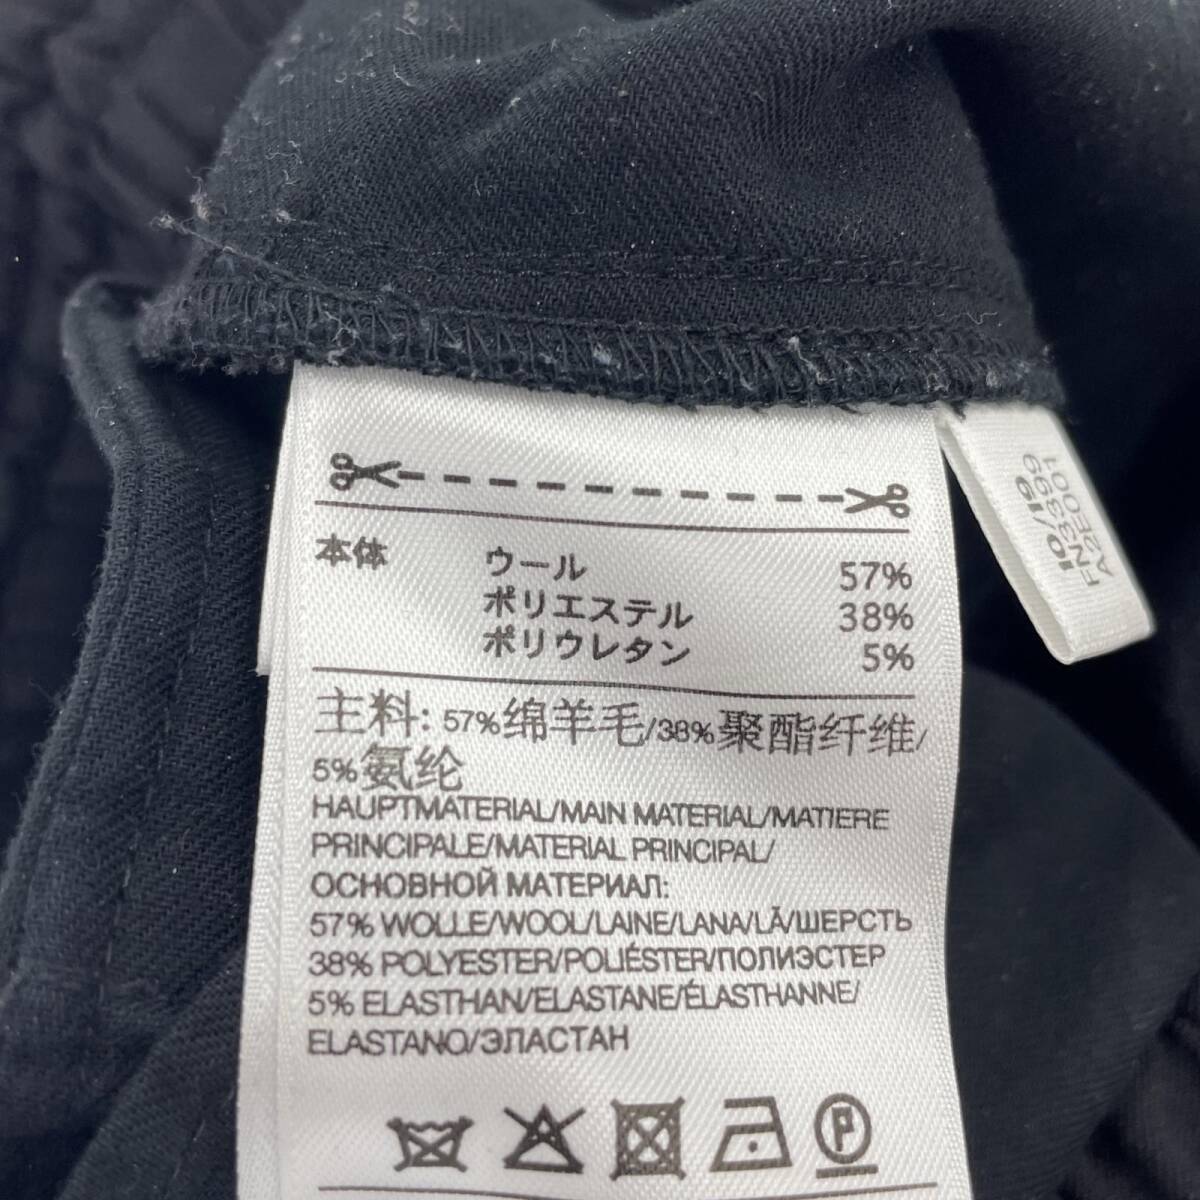 本体 ウール 57%
ポリエステル 38%
ポリウレタン 5%
主料: 57%绵羊毛/38%聚酯纤维/
5%氨纶
HAUPTMATERIAL/MAIN MATERIAL/MATIERE
PRINCIPALE/MATERIAL PRINCIPAL/
ОСНОВНОЙ МАТЕРИАЛ:
57% WOLLE/WOOL/LAINE/LANA/LÃ/ШЕРСТЬ
38% POLYESTER/POLIÉSTER/ПОЛИЭСТЕР
5% ELASTHAN/ELASTANE/ÉLASTHANNE/
ELASTANO/ЭЛАСТАН
P
10/19
FN3399
A2E001